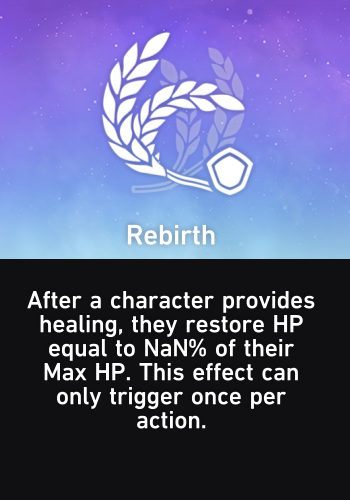 Rebirth
After a character provides
healing, they restore HP
equal to NaN% of their
Max HP. This effect can
only trigger once per
action.